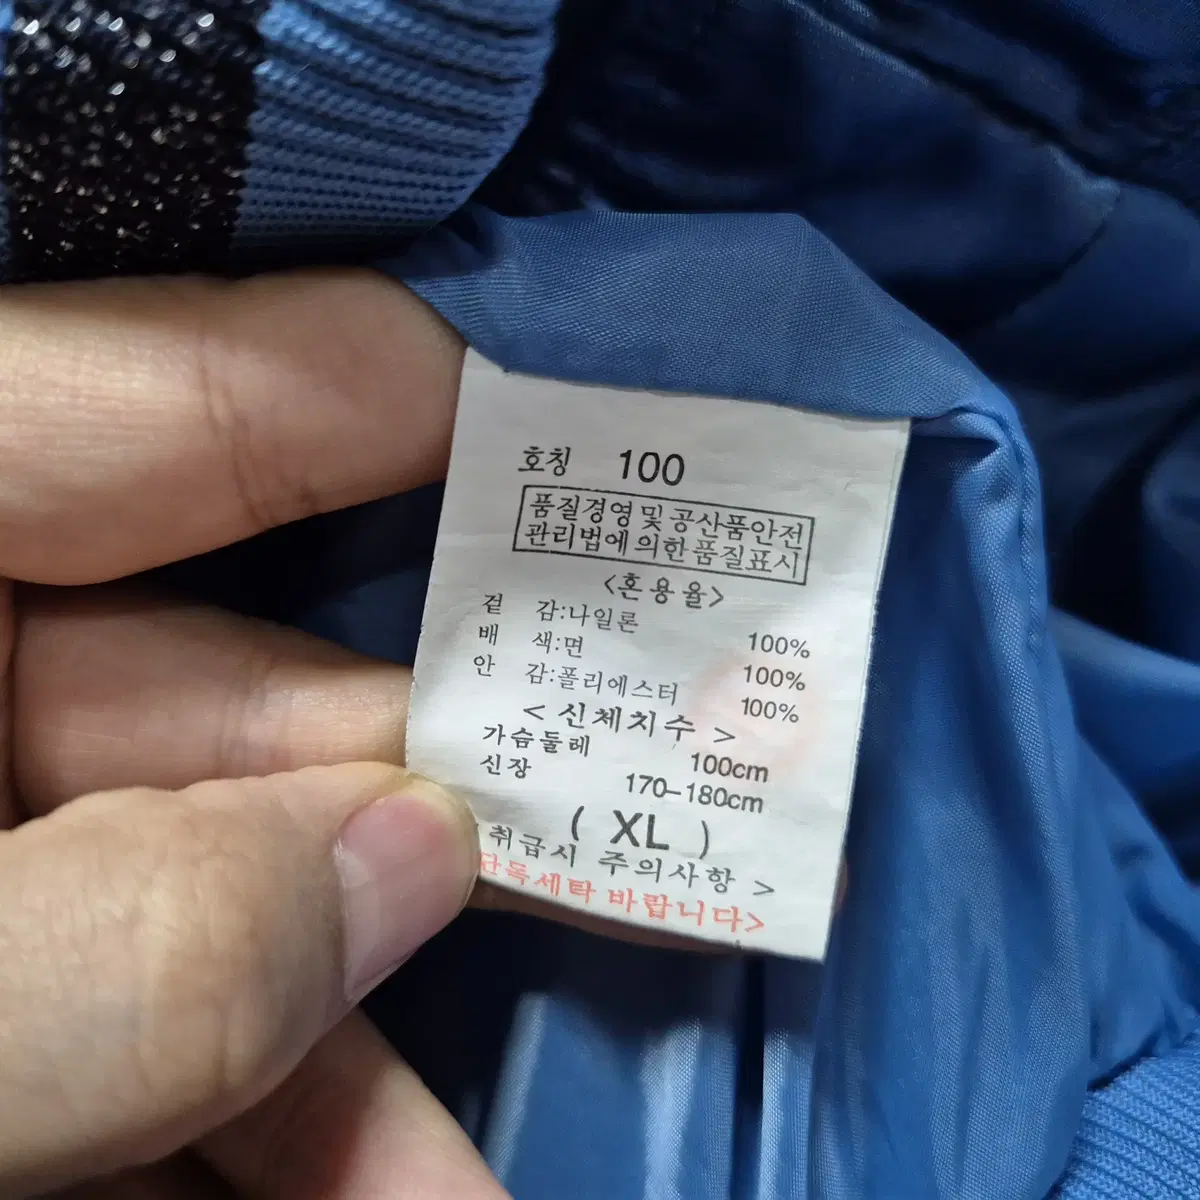 호칭 100
품질경영및공산품안전
관리법에의한품질표시
<혼용율>
겉 감:나일론 100%
배 색:면 100%
안 감:폴리에스터 100%
< 신체치수 >
가슴둘레 100cm
신장 170-180cm
( XL )
취급시 주의사항 >
단독세탁 바랍니다>